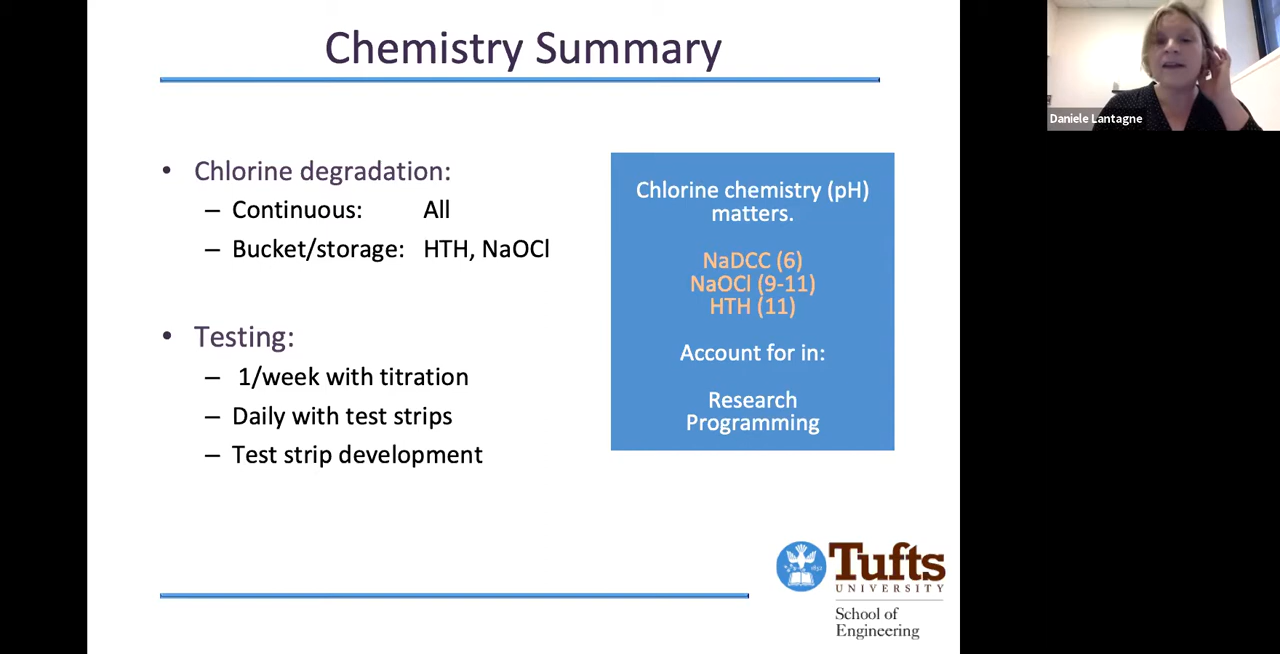 Chemistry Summary
• Chlorine degradation:
– Continuous: All
– Bucket/storage: HTH, NaOCl
• Testing:
– 1/week with titration
– Daily with test strips
– Test strip development
Chlorine chemistry (pH)
matters.
NaDCC (6)
NaOCl (9-11)
HTH (11)
Account for in:
Research
Programming
1852
Tufts
UNIVERSITY
School of
Engineering
Daniele Lantagne